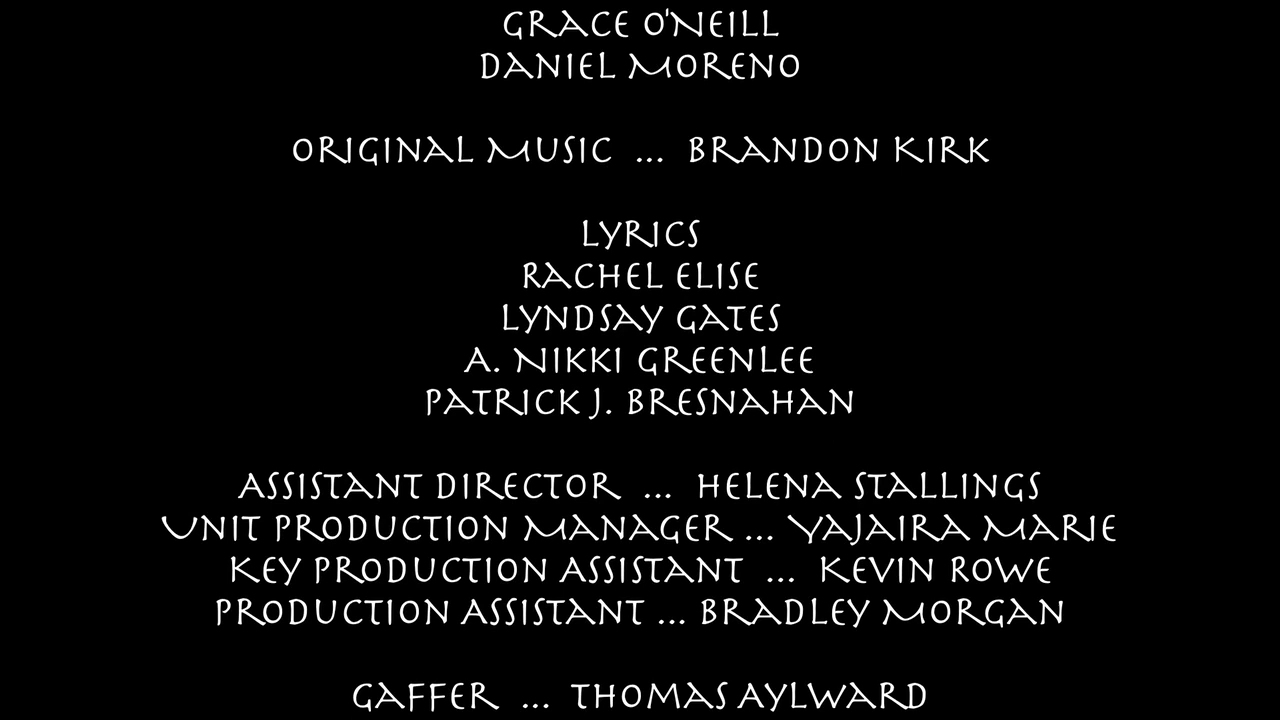 GRACE O'NEILL
DANIEL MORENO
ORIGINAL MUSIC ... BRANDON KIRK
LYRICS
RACHEL ELISE
LYNDSAY GATES
A. NIKKI GREENLEE
PATRICK J. BRESNAHAN
ASSISTANT DIRECTOR ... HELENA STALLINGS
UNIT PRODUCTION MANAGER ... YAJAIRA MARIE
KEY PRODUCTION ASSISTANT ... KEVIN ROWE
PRODUCTION ASSISTANT ... BRADLEY MORGAN
GAFFER ... THOMAS AYLWARD